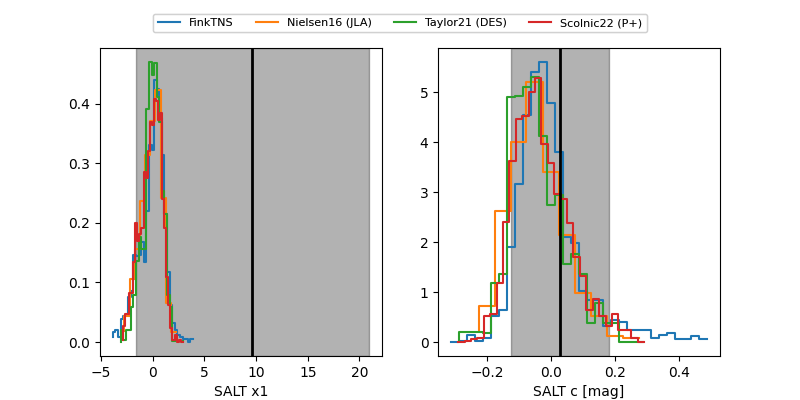 FinkTNS Nielsen16 (JLA) Taylor21 (DES) Scolnic22 (P+)
0.4
0.3
0.2
0.1
0.0
−5 0 5 10 15 20
SALT x1
5
4
3
2
1
0
−0.2 0.0 0.2 0.4
SALT c [mag]